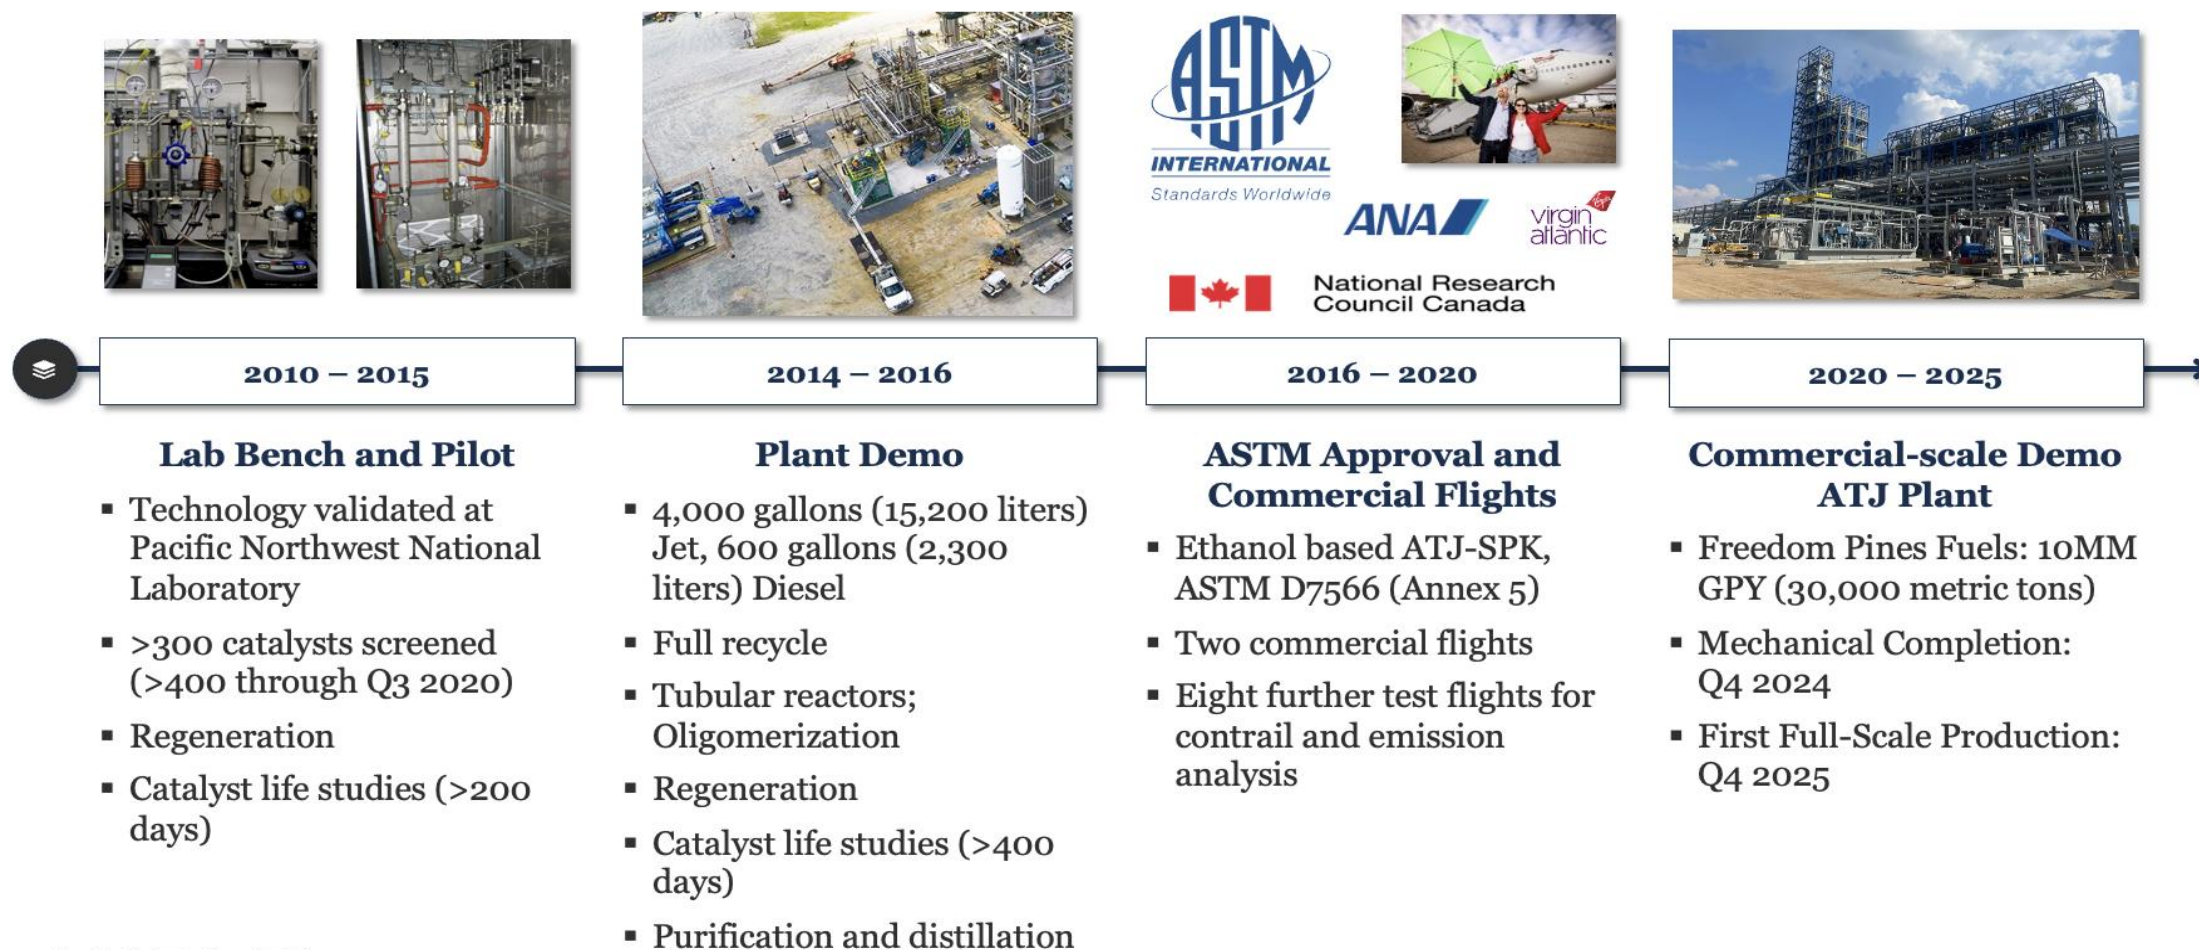 ASTM
INTERNATIONAL
Standards Worldwide
ANA
virgin
atlantic
National Research
Council Canada
2010 – 2015
2014 – 2016
2016 – 2020
2020 – 2025
Lab Bench and Pilot
▪ Technology validated at
Pacific Northwest National
Laboratory
▪ >300 catalysts screened
(>400 through Q3 2020)
▪ Regeneration
▪ Catalyst life studies (>200
days)
Plant Demo
▪ 4,000 gallons (15,200 liters)
Jet, 600 gallons (2,300
liters) Diesel
▪ Full recycle
▪ Tubular reactors;
Oligomerization
▪ Regeneration
▪ Catalyst life studies (>400
days)
▪ Purification and distillation
ASTM Approval and
Commercial Flights
▪ Ethanol based ATJ-SPK,
ASTM D7566 (Annex 5)
▪ Two commercial flights
▪ Eight further test flights for
contrail and emission
analysis
Commercial-scale Demo
ATJ Plant
▪ Freedom Pines Fuels: 10MM
GPY (30,000 metric tons)
▪ Mechanical Completion:
Q4 2024
▪ First Full-Scale Production:
Q4 2025